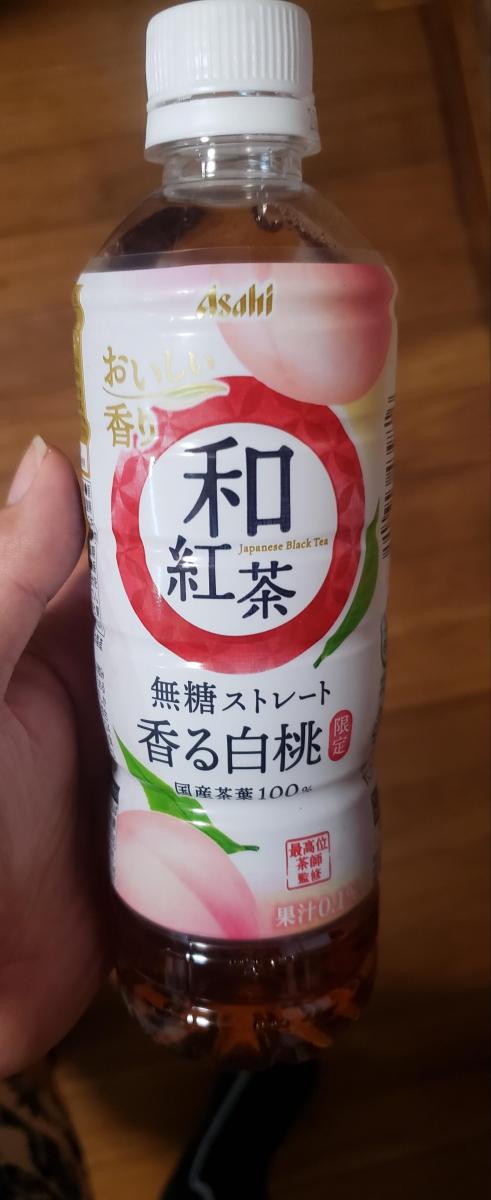 Asahi
おいしい
香り
和
Japanese Black Tea
紅茶
無糖ストレート
香る白桃
限定
国産茶葉100%
最高位
茶師
監修
果汁0.1%